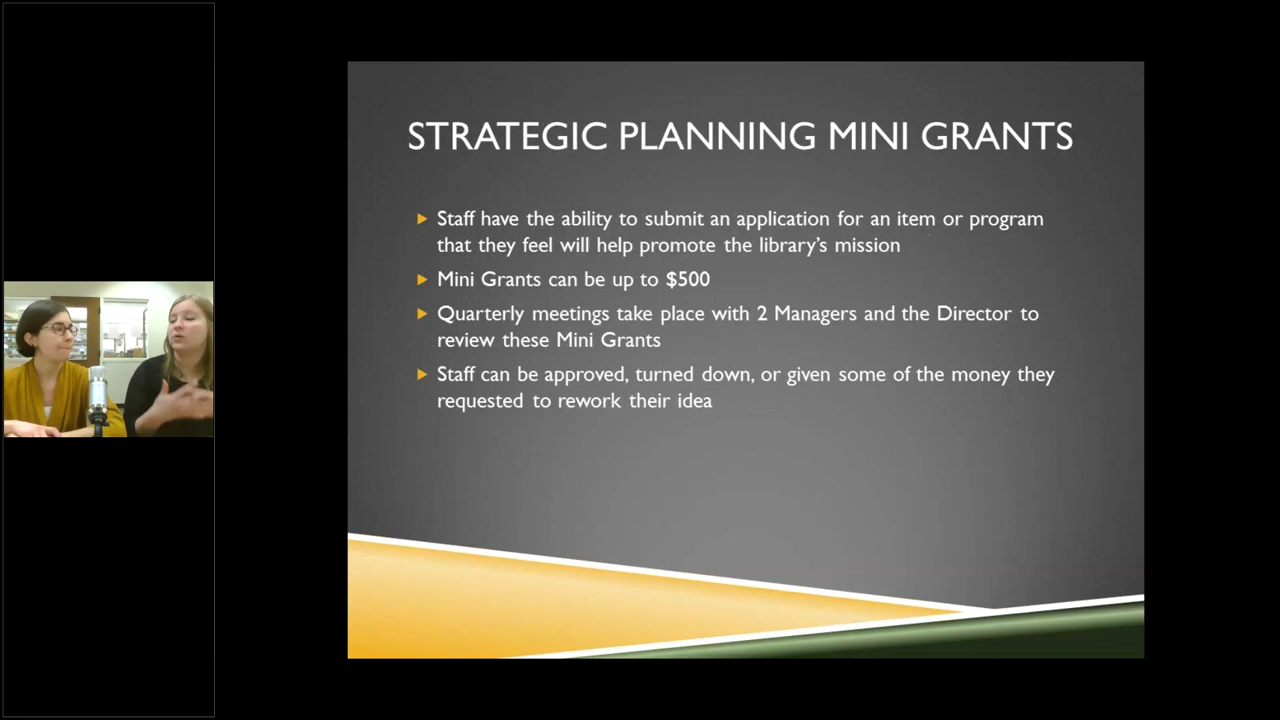 STRATEGIC PLANNING MINI GRANTS
Staff have the ability to submit an application for an item or program
that they feel will help promote the library's mission
Mini Grants can be up to $500
Quarterly meetings take place with 2 Managers and the Director to
review these Mini Grants
Staff can be approved, turned down, or given some of the money they
requested to rework their idea